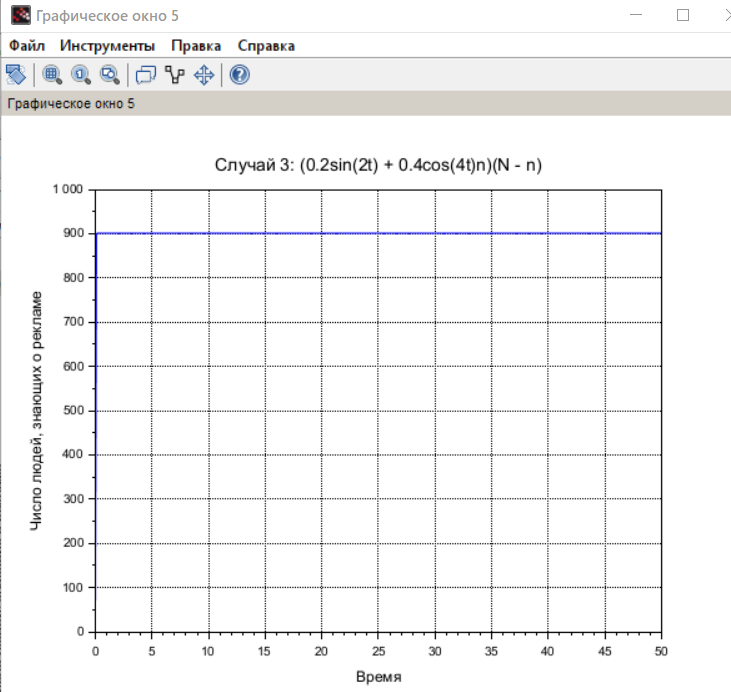 Графическое окно 5
Файл Инструменты Правка Справка
Графическое окно 5
Случай 3: (0.2sin(2t) + 0.4cos(4t)n)(N - n)
Число людей, знающих о рекламе
1 000
900
800
700
600
500
400
300
200
100
0
0 5 10 15 20 25 30 35 40 45 50
Время